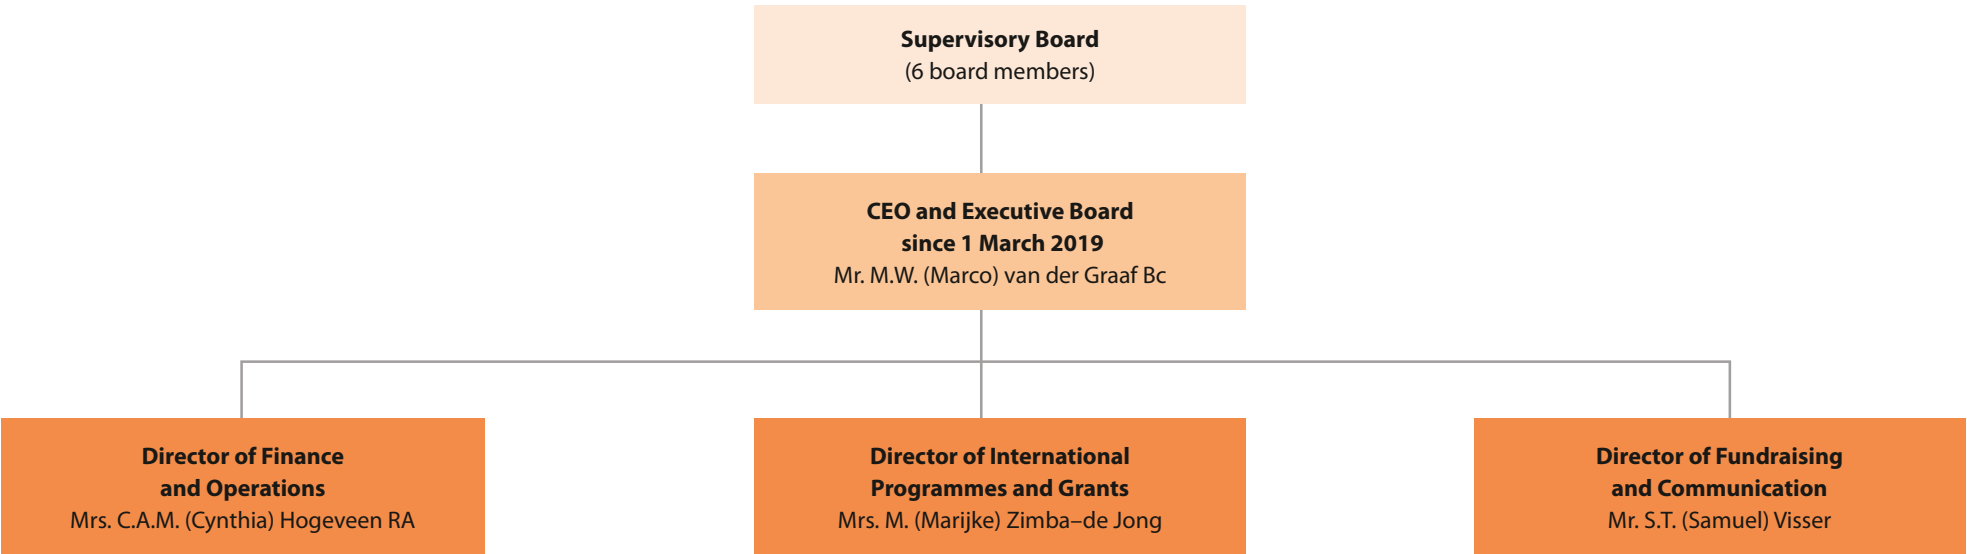 Supervisory Board
(6 board members)
CEO and Executive Board
since 1 March 2019
Mr. M.W. (Marco) van der Graaf Bc
Director of Finance
and Operations
Mrs. C.A.M. (Cynthia) Hogeveen RA
Director of International
Programmes and Grants
Mrs. M. (Marijke) Zimba–de Jong
Director of Fundraising
and Communication
Mr. S.T. (Samuel) Visser